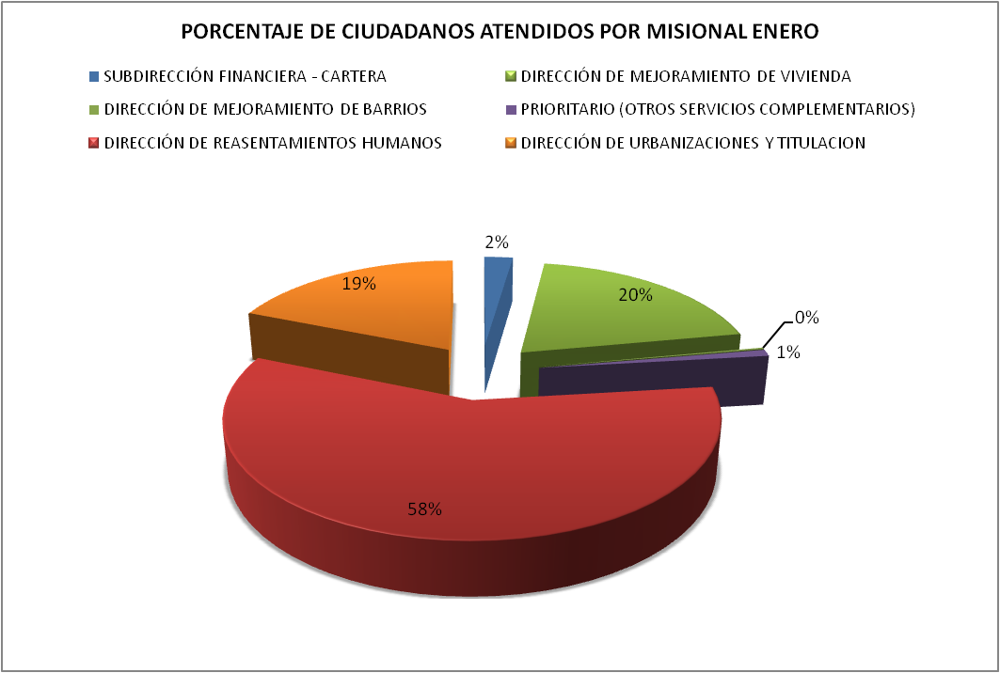 PORCENTAJE DE CIUDADANOS ATENDIDOS POR MISIONAL ENERO
SUBDIRECCIÓN FINANCIERA - CARTERA
DIRECCIÓN DE MEJORAMIENTO DE VIVIENDA
DIRECCIÓN DE MEJORAMIENTO DE BARRIOS
PRIORITARIO (OTROS SERVICIOS COMPLEMENTARIOS)
DIRECCIÓN DE REASENTAMIENTOS HUMANOS
DIRECCIÓN DE URBANIZACIONES Y TITULACION
2%
19%
20%
0%
1%
58%